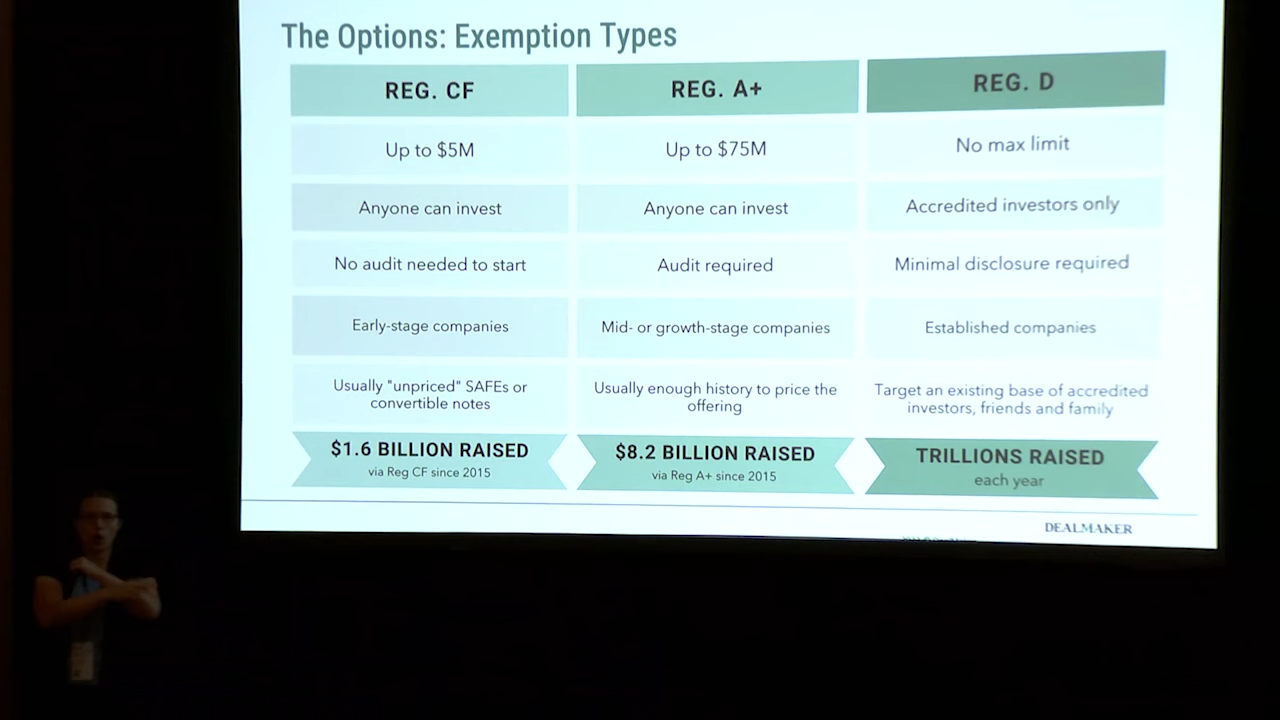 The Options: Exemption Types
REG. CF
REG. A+
REG. D
Up to $5M
Up to $75M
No max limit
Anyone can invest
Anyone can invest
Accredited investors only
No audit needed to start
Audit required
Minimal disclosure required
Early-stage companies
Mid- or growth-stage companies
Established companies
Usually "unpriced" SAFEs or
convertible notes
Usually enough history to price the
offering
Target an existing base of accredited
investors, friends and family
$1.6 BILLION RAISED
via Reg CF since 2015
$8.2 BILLION RAISED
via Reg A+ since 2015
TRILLIONS RAISED
each year
DEALMAKER